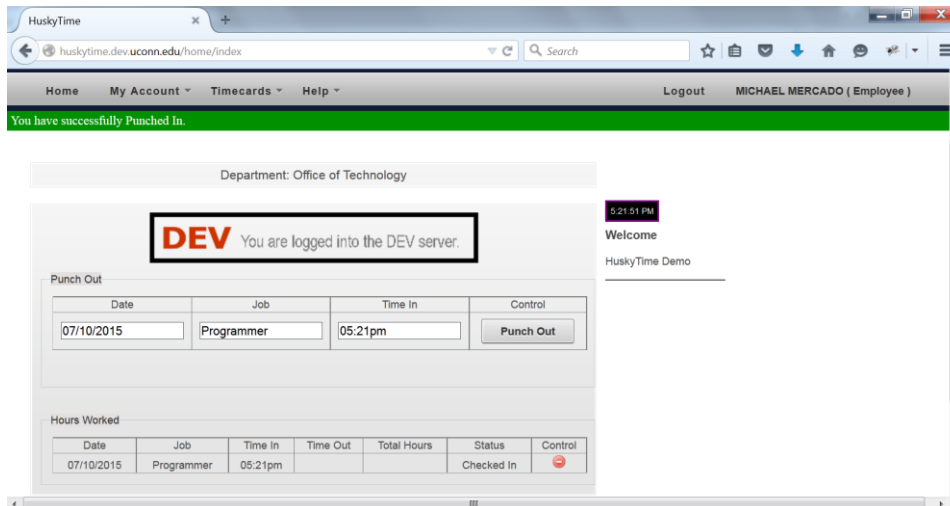 HuskyTime
huskytime.dev.uconn.edu/home/index
Search
Home My Account Timecards Help Logout MICHAEL MERCADO ( Employee )
You have successfully Punched In.
Department: Office of Technology
5:21:51 PM
Welcome
HuskyTime Demo
DEV You are logged into the DEV server.
Punch Out
Date Job Time In Control
07/10/2015 Programmer 05:21pm Punch Out
Hours Worked
Date Job Time In Time Out Total Hours Status Control
07/10/2015 Programmer 05:21pm Checked In